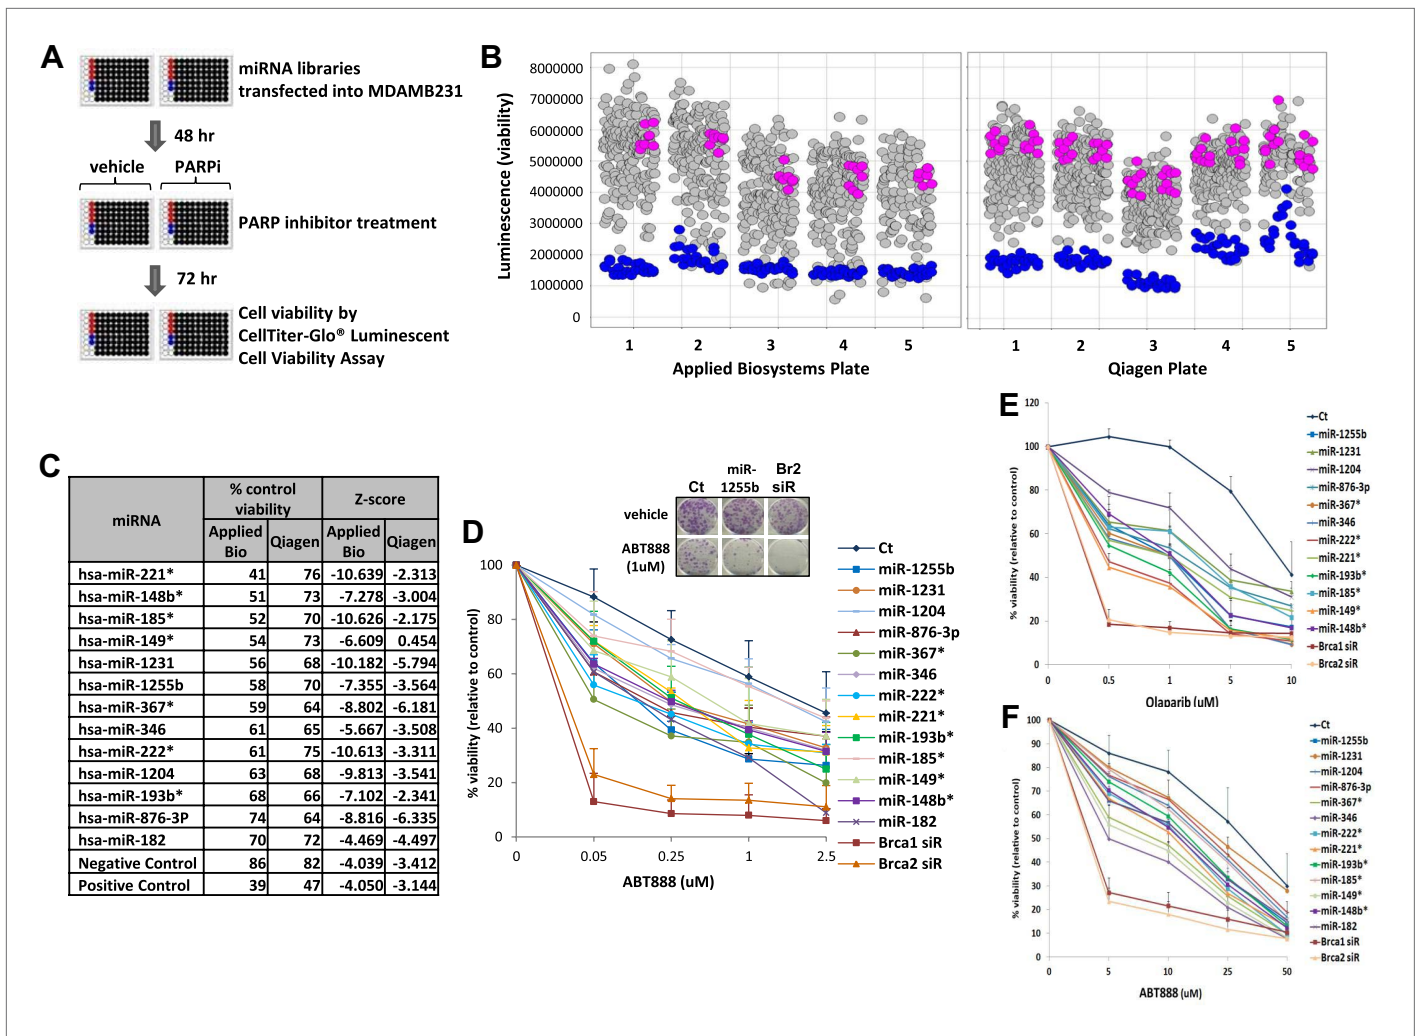 A
miRNA libraries
transfected into MDAMB231
48 hr
vehicle PARPi
PARP inhibitor treatment
72 hr
Cell viability by
CellTiter-Glo® Luminescent
Cell Viability Assay
B
Luminescence (viability)
8000000
7000000
6000000
5000000
4000000
3000000
2000000
1000000
0
1 2 3 4 5
Applied Biosystems Plate
1 2 3 4 5
Qiagen Plate
C
miRNA % control viability Z-score
Applied Bio Qiagen Applied Bio Qiagen
hsa-miR-221* 41 76 -10.639 -2.313
hsa-miR-148b* 51 73 -7.278 -3.004
hsa-miR-185* 52 70 -10.626 -2.175
hsa-miR-149* 54 73 -6.609 0.454
hsa-miR-1231 56 68 -10.182 -5.794
hsa-miR-1255b 58 70 -7.355 -3.564
hsa-miR-367* 59 64 -8.802 -6.181
hsa-miR-346 61 65 -5.667 -3.508
hsa-miR-222* 61 75 -10.613 -3.311
hsa-miR-1204 63 68 -9.813 -3.541
hsa-miR-193b* 68 66 -7.102 -2.341
hsa-miR-876-3P 74 64 -8.816 -6.335
hsa-miR-182 70 72 -4.469 -4.497
Negative Control 86 82 -4.039 -3.412
Positive Control 39 47 -4.050 -3.144
D
Ct miR-1255b Br2 siR
vehicle
ABT888
(1uM)
% viability (relative to control)
100
80
60
40
20
0
0 0.05 0.25 1 2.5
ABT888 (uM)
Ct
miR-1255b
miR-1231
miR-1204
miR-876-3p
miR-367*
miR-346
miR-222*
miR-221*
miR-193b*
miR-185*
miR-149*
miR-148b*
miR-182
Brca1 siR
Brca2 siR
E
% viability (relative to control)
120
100
80
60
40
20
0
0 0.5 1 5 10
Olaparib (uM)
Ct
miR-1255b
miR-1231
miR-1204
miR-876-3p
miR-367*
miR-346
miR-222*
miR-221*
miR-193b*
miR-185*
miR-149*
miR-148b*
Brca1 siR
Brca2 siR
F
% viability (relative to control)
100
90
80
70
60
50
40
30
20
10
0
0 5 10 25 50
ABT888 (uM)
Ct
miR-1255b
miR-1231
miR-1204
miR-876-3p
miR-367*
miR-346
miR-222*
miR-221*
miR-193b*
miR-185*
miR-149*
miR-148b*
miR-182
Brca1 siR
Brca2 siR